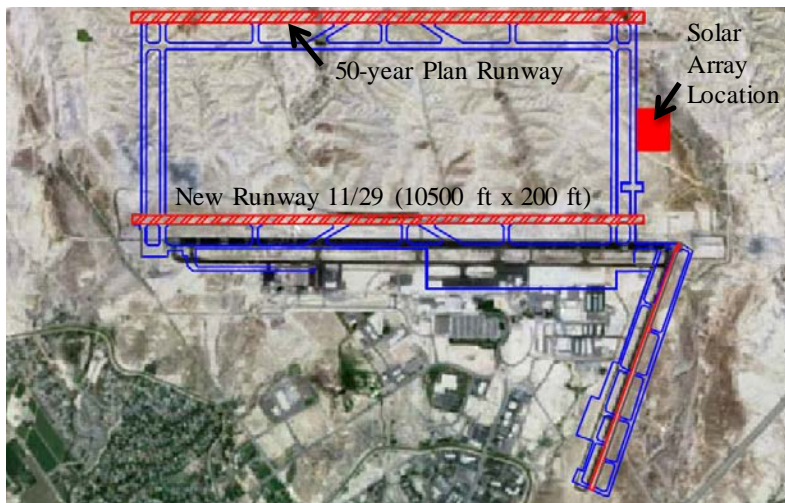 Solar
Array
Location
50-year Plan Runway
New Runway 11/29 (10500 ft x 200 ft)